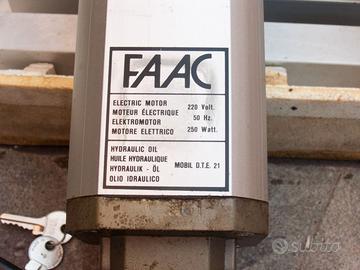 FAAC
ELECTRIC MOTOR
MOTEUR ÉLECTRIQUE
ELEKTROMOTOR
MOTORE ELETTRICO
220 Volt.
50 Hz.
250 Watt.
HYDRAULIC OIL
HUILE HYDRAULIQUE
HYDRAULIK - ÖL
OLIO IDRAULICO
MOBIL D.T.E. 21
subito